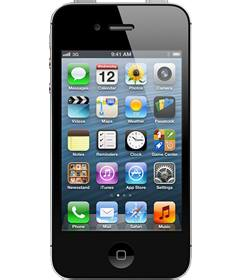 3G 9:41 AM
Wednesday
12
Messages Calendar Photos Camera
Videos Maps Weather Passbook
Notes Reminders Clock Game Center
Newsstand iTunes App Store Settings
Phone Mail Safari Music